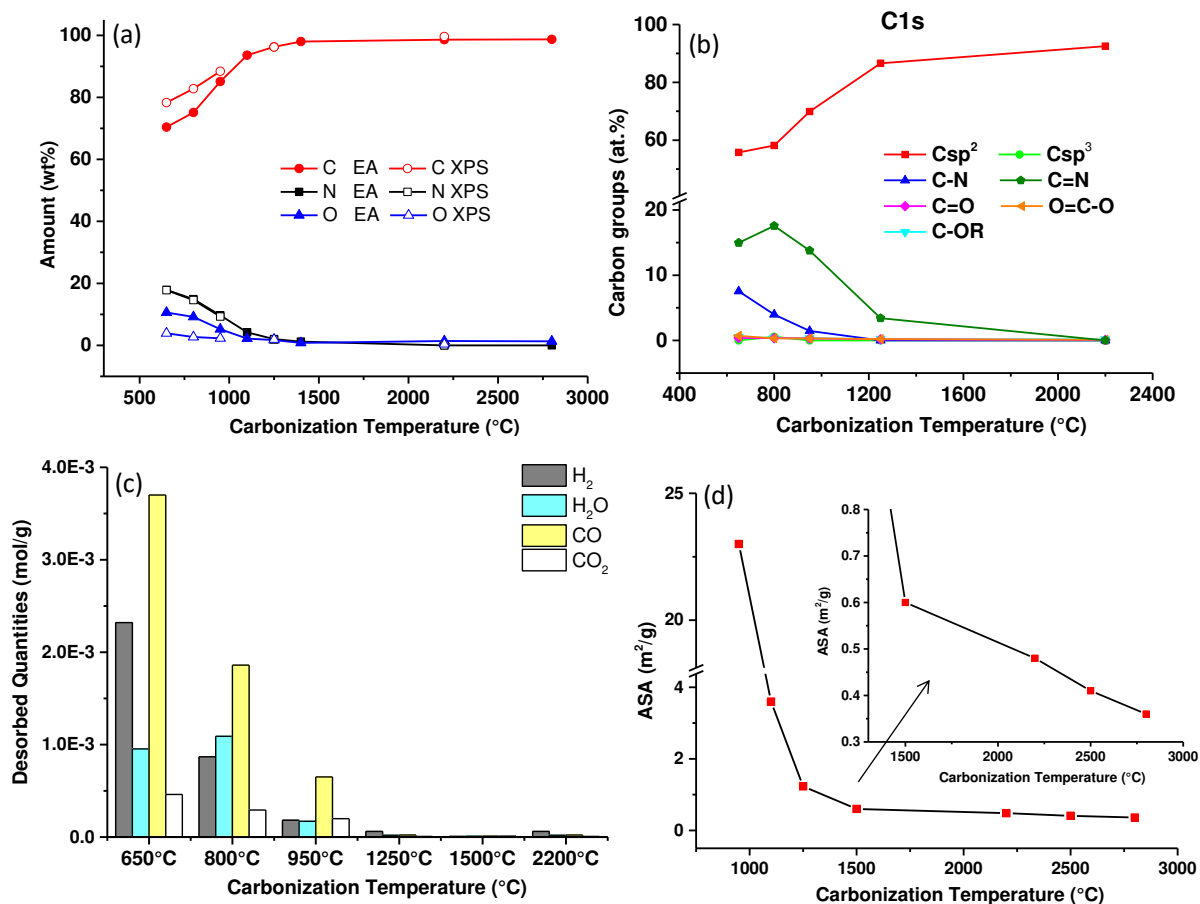 (a)
100
80
60
40
20
0
Amount (wt%)
C EA C XPS
N EA N XPS
O EA O XPS
500 1000 1500 2000 2500 3000
Carbonization Temperature (°C)
C1s
(b)
100
80
60
20
15
10
5
0
Carbon groups (at.%)
Csp² Csp³
C-N C=N
C=O O=C-O
C-OR
400 800 1200 1600 2000 2400
Carbonization Temperature (°C)
(c)
4.0E-3
3.0E-3
2.0E-3
1.0E-3
0.0
Desorbed Quantities (mol/g)
H₂
H₂O
CO
CO₂
650°C 800°C 950°C 1250°C 1500°C 2200°C
Carbonization Temperature (°C)
(d)
25
20
4
2
0
ASA (m²/g)
0.8
0.7
0.6
0.5
0.4
0.3
ASA (m²/g)
1500 2000 2500 3000
Carbonization Temperature (°C)
1000 1500 2000 2500 3000
Carbonization Temperature (°C)